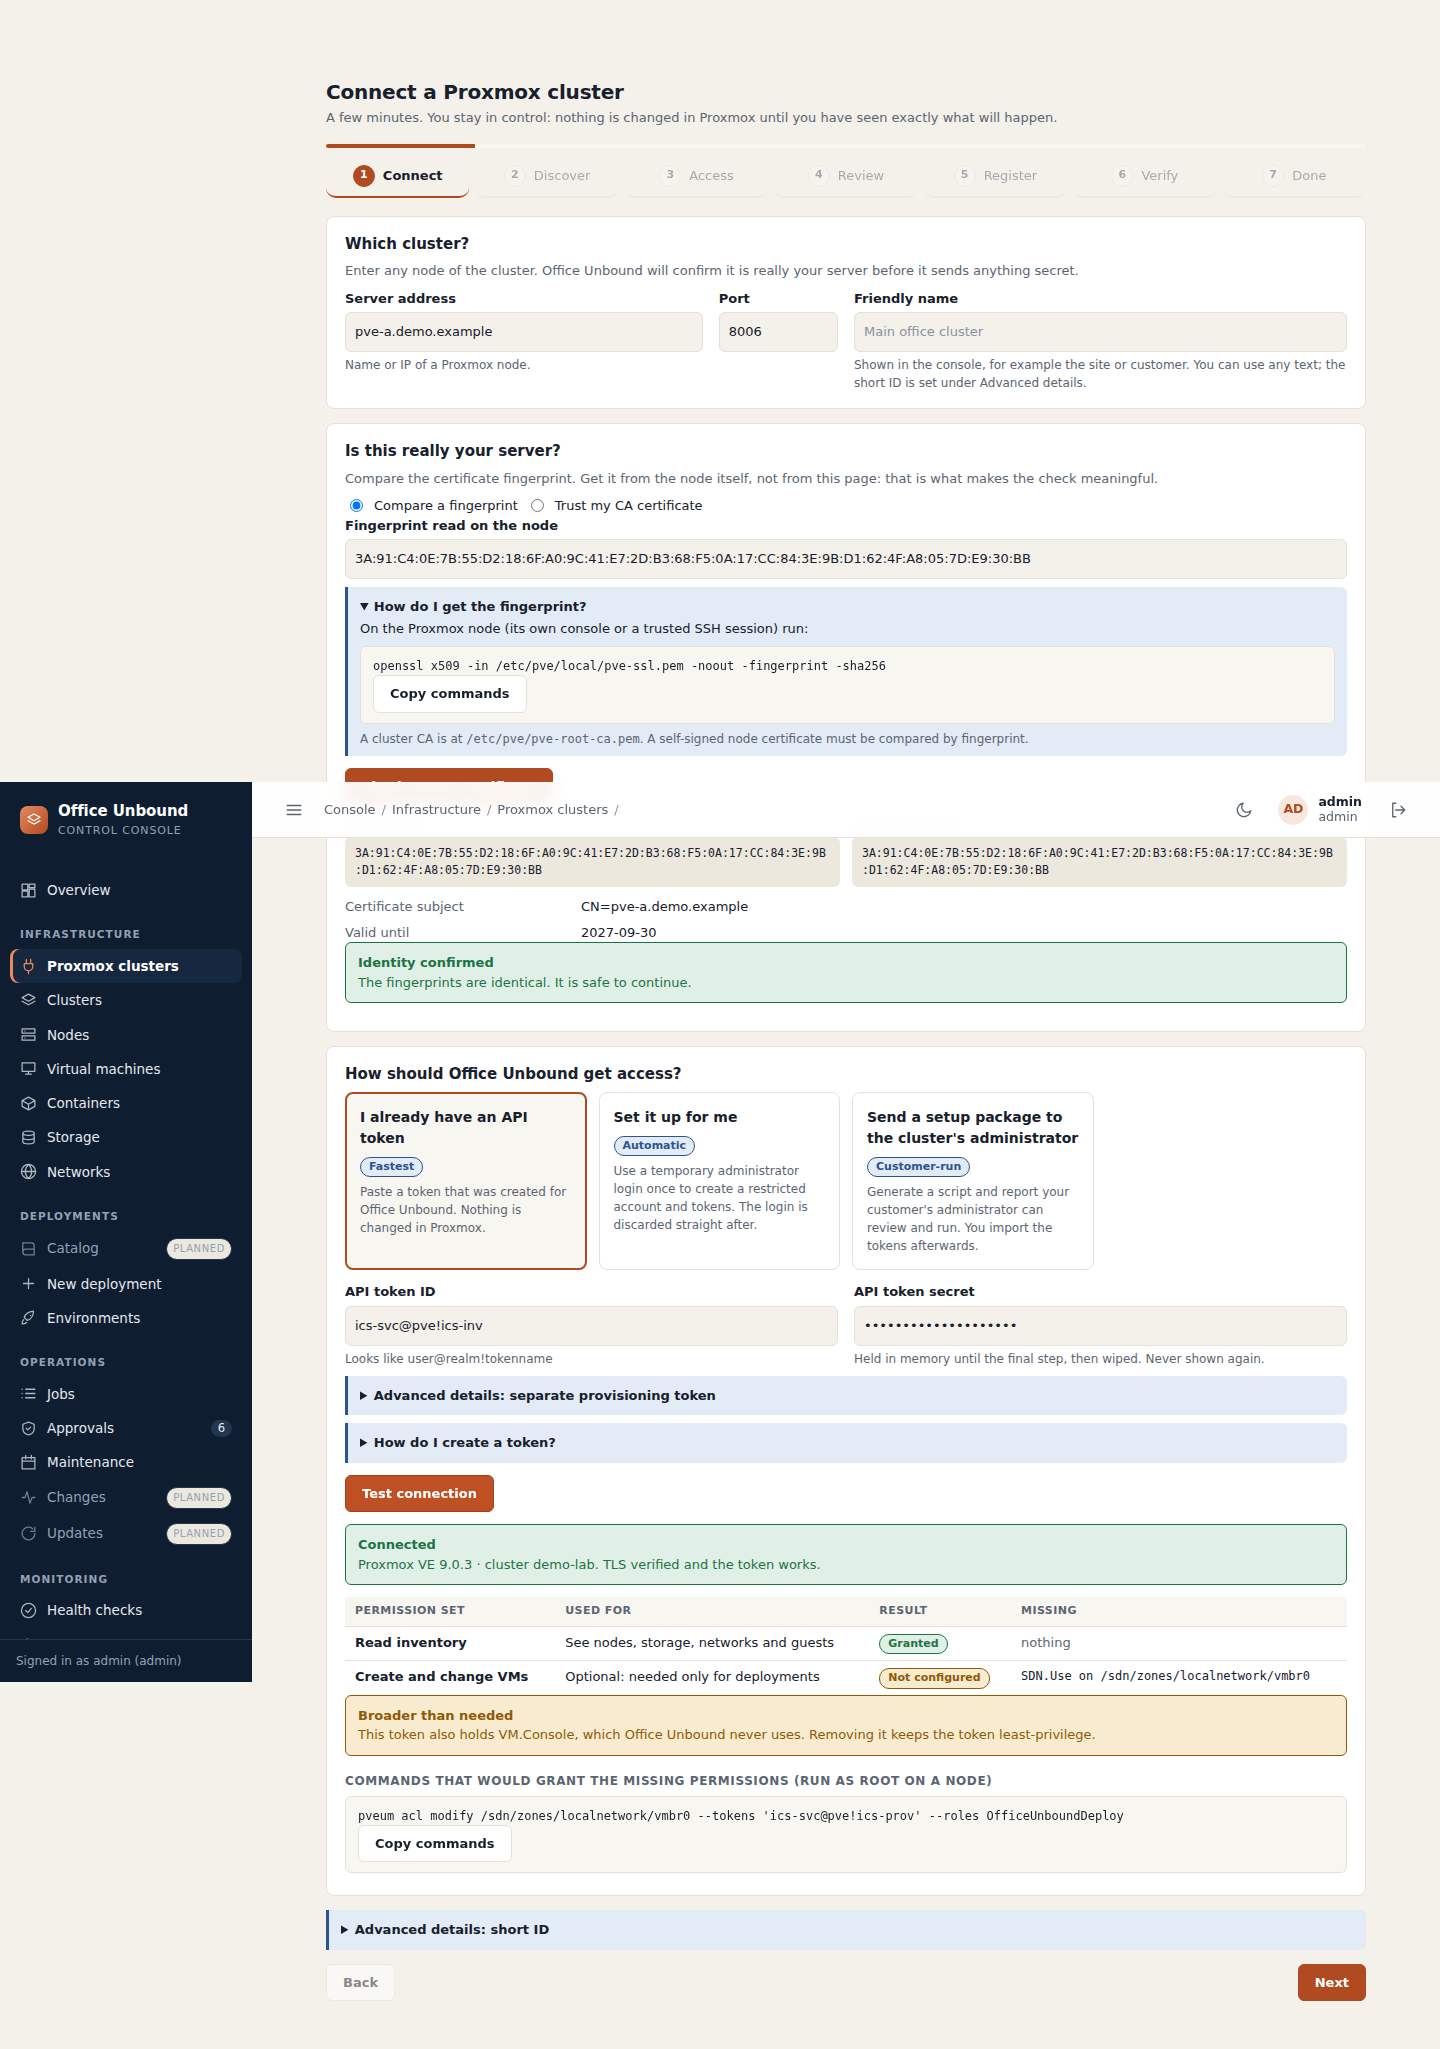 Connect a Proxmox cluster
A few minutes. You stay in control: nothing is changed in Proxmox until you have seen exactly what will happen.
1 Connect
2 Discover
3 Access
4 Review
5 Register
6 Verify
7 Done
Which cluster?
Enter any node of the cluster. Office Unbound will confirm it is really your server before it sends anything secret.
Server address
pve-a.demo.example
Name or IP of a Proxmox node.
Port
8006
Friendly name
Main office cluster
Shown in the console, for example the site or customer. You can use any text; the
short ID is set under Advanced details.
Is this really your server?
Compare the certificate fingerprint. Get it from the node itself, not from this page: that is what makes the check meaningful.
Compare a fingerprint
Trust my CA certificate
Fingerprint read on the node
3A:91:C4:0E:7B:55:D2:18:6F:A0:9C:41:E7:2D:B3:68:F5:0A:17:CC:84:3E:9B:D1:62:4F:A8:05:7D:E9:30:BB
▼ How do I get the fingerprint?
On the Proxmox node (its own console or a trusted SSH session) run:
openssl x509 -in /etc/pve/local/pve-ssl.pem -noout -fingerprint -sha256
Copy commands
A cluster CA is at /etc/pve/pve-root-ca.pem. A self-signed node certificate must be compared by fingerprint.
Office Unbound
CONTROL CONSOLE
Console / Infrastructure / Proxmox clusters /
AD
admin
admin
Overview
INFRASTRUCTURE
Proxmox clusters
Clusters
Nodes
Virtual machines
Containers
Storage
Networks
DEPLOYMENTS
Catalog PLANNED
New deployment
Environments
OPERATIONS
Jobs
Approvals 6
Maintenance
Changes PLANNED
Updates PLANNED
MONITORING
Health checks
Signed in as admin (admin)
3A:91:C4:0E:7B:55:D2:18:6F:A0:9C:41:E7:2D:B3:68:F5:0A:17:CC:84:3E:9B
:D1:62:4F:A8:05:7D:E9:30:BB
3A:91:C4:0E:7B:55:D2:18:6F:A0:9C:41:E7:2D:B3:68:F5:0A:17:CC:84:3E:9B
:D1:62:4F:A8:05:7D:E9:30:BB
Certificate subject CN=pve-a.demo.example
Valid until 2027-09-30
Identity confirmed
The fingerprints are identical. It is safe to continue.
How should Office Unbound get access?
I already have an API
token
Fastest
Paste a token that was created for
Office Unbound. Nothing is
changed in Proxmox.
Set it up for me
Automatic
Use a temporary administrator
login once to create a restricted
account and tokens. The login is
discarded straight after.
Send a setup package to
the cluster's administrator
Customer-run
Generate a script and report your
customer's administrator can
review and run. You import the
tokens afterwards.
API token ID
ics-svc@pve!ics-inv
Looks like user@realm!tokenname
API token secret
••••••••••••••••••••
Held in memory until the final step, then wiped. Never shown again.
▶ Advanced details: separate provisioning token
▶ How do I create a token?
Test connection
Connected
Proxmox VE 9.0.3 · cluster demo-lab. TLS verified and the token works.
PERMISSION SET USED FOR RESULT MISSING
Read inventory See nodes, storage, networks and guests Granted nothing
Create and change VMs Optional: needed only for deployments Not configured SDN.Use on /sdn/zones/localnetwork/vmbr0
Broader than needed
This token also holds VM.Console, which Office Unbound never uses. Removing it keeps the token least-privilege.
COMMANDS THAT WOULD GRANT THE MISSING PERMISSIONS (RUN AS ROOT ON A NODE)
pveum acl modify /sdn/zones/localnetwork/vmbr0 --tokens 'ics-svc@pve!ics-prov' --roles OfficeUnboundDeploy
Copy commands
▶ Advanced details: short ID
Back
Next